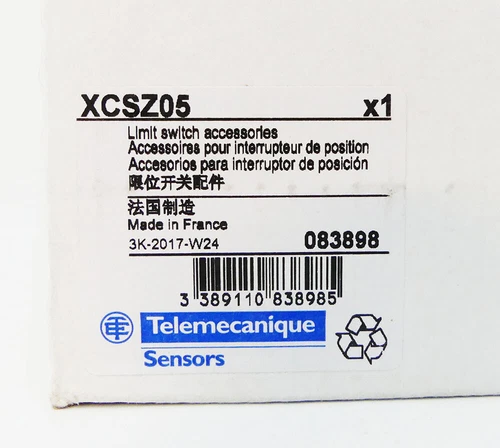 XCSZ05 x1
Limit switch accessories
Accessoires pour interrupteur de position
Accesorios para interruptor de posición
限位开关配件
法国制造
Made in France
3K-2017-W24 083898
3 389110 838985
Telemecanique
Sensors